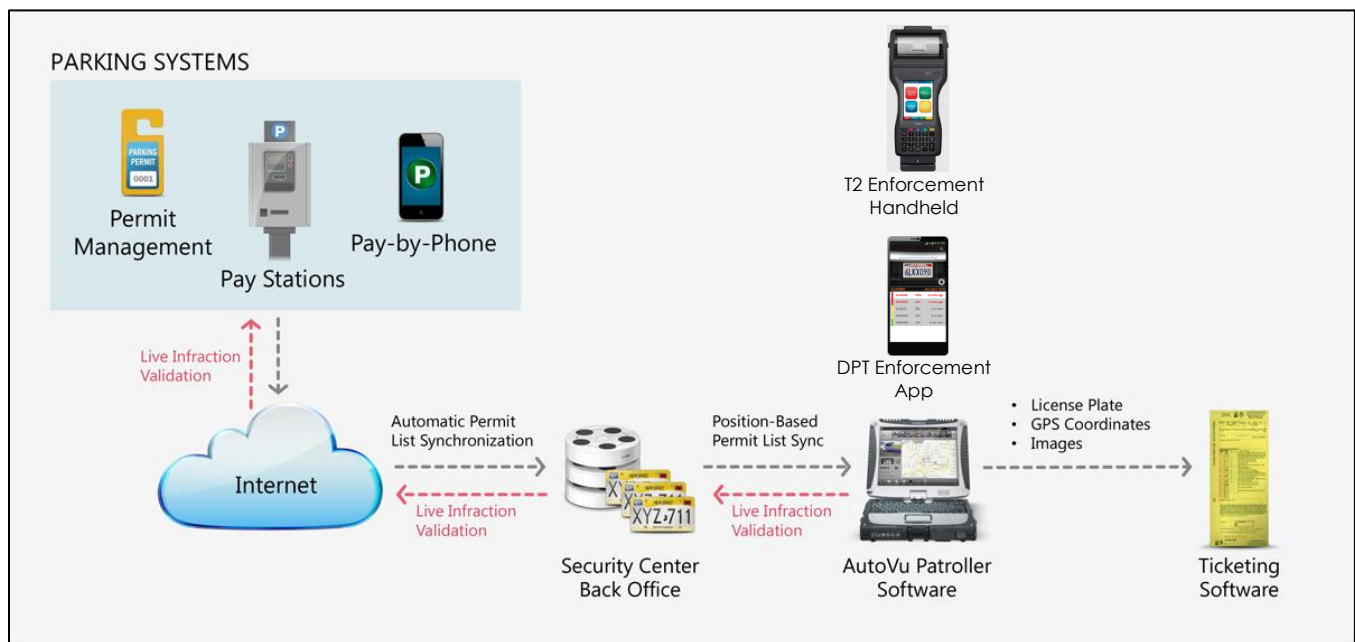 PARKING SYSTEMS
PARKING
PERMIT
0001
P
P
Permit
Management
Pay Stations
Pay-by-Phone
T2 Enforcement
Handheld
6LKX090
DPT Enforcement
App
Live Infraction
Validation
Internet
Automatic Permit
List Synchronization
Live Infraction
Validation
XYZ 711
Security Center
Back Office
Position-Based
Permit List Sync
Live Infraction
Validation
AutoVu Patroller
Software
• License Plate
• GPS Coordinates
• Images
Ticketing
Software